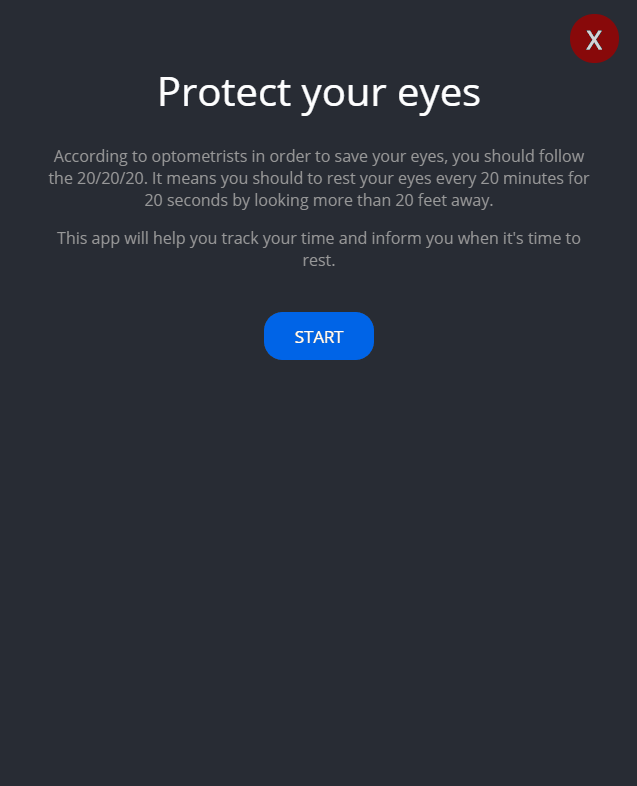 X
Protect your eyes
According to optometrists in order to save your eyes, you should follow
the 20/20/20. It means you should to rest your eyes every 20 minutes for
20 seconds by looking more than 20 feet away.
This app will help you track your time and inform you when it's time to
rest.
START